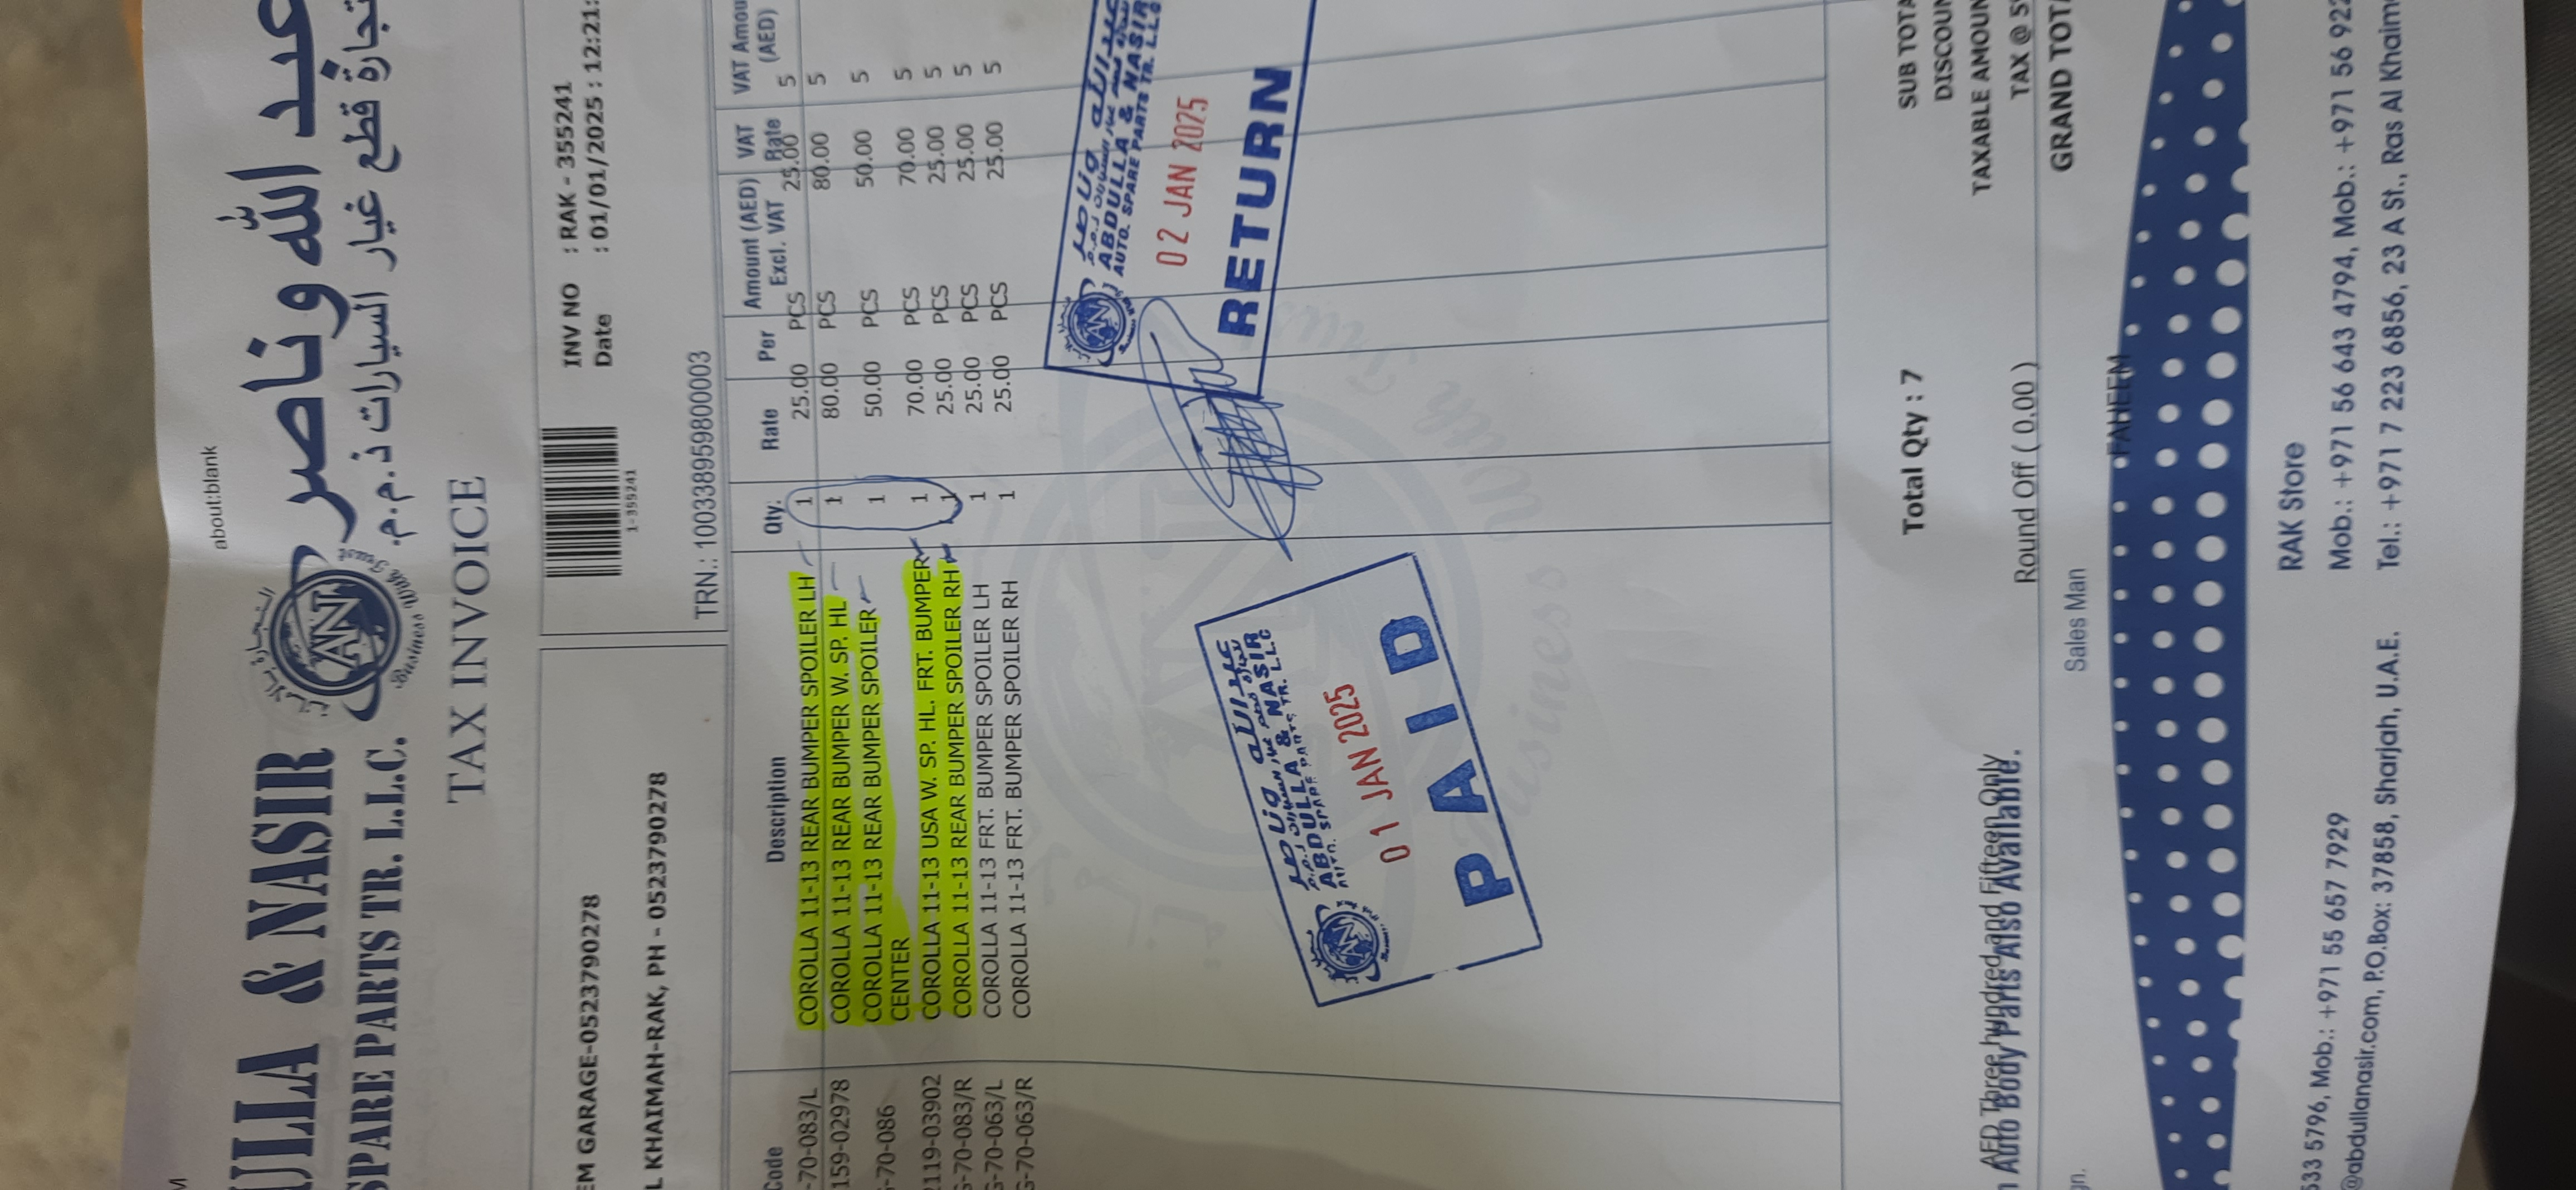 about:blank
عبد الله وناصر
تجارة قطع غيار السيارات ذ.م.م.
AN
Business With Trust
ULLA & NASIR
SPARE PARTS TR. L.L.C.
TAX INVOICE
EM GARAGE-0523790278
L KHAIMAH-RAK, PH - 0523790278
1-355241
INV NO : RAK - 355241
Date : 01/01/2025 : 12:21:
TRN.: 100338959800003
Code Description Qty. Rate Per Amount (AED) Excl. VAT VAT Rate VAT Amou (AED)
-70-083/L COROLLA 11-13 REAR BUMPER SPOILER LH 1 25.00 PCS 25.00 5
159-02978 COROLLA 11-13 REAR BUMPER W. SP. HL 1 80.00 PCS 80.00 5
-70-086 COROLLA 11-13 REAR BUMPER SPOILER 1 50.00 PCS 50.00 5
CENTER
2119-03902 COROLLA 11-13 USA W. SP. HL. FRT. BUMPER 1 70.00 PCS 70.00 5
-70-083/R COROLLA 11-13 REAR BUMPER SPOILER RH 1 25.00 PCS 25.00 5
-70-063/L COROLLA 11-13 FRT. BUMPER SPOILER LH 1 25.00 PCS 25.00 5
-70-063/R COROLLA 11-13 FRT. BUMPER SPOILER RH 1 25.00 PCS 25.00 5
AN
ABDULLA & NASIR
AUTO. SPARE PARTS TR. L.L.C
02 JAN 2025
RETURN
AN
ABDULLA & NASIR
AUTO. SPARE PARTS TR. L.L.C
01 JAN 2025
PAID
Business With Trust
Total Qty : 7
SUB TOTA
DISCOUN
TAXABLE AMOUN
AED Three hundred and Fifteen Only
Auto Body Parts Also Available.
Round Off ( 0.00 )
TAX @ 5
GRAND TOTA
gn.
Sales Man
FAHEEM
RAK Store
533 5796, Mob.: +971 55 657 7929
Mob.: +971 56 643 4794, Mob.: +971 56 922
@abdullanasir.com, P.O.Box: 37858, Sharjah, U.A.E.
Tel.: +971 7 223 6856, 23 A St., Ras Al Khaim